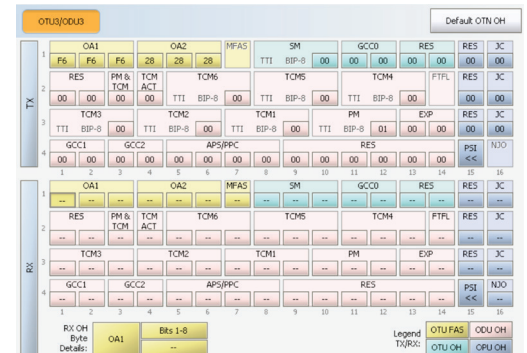 OTU3/ODU3 Default OTN OH
TX
OA1 OA2 MFAS SM GCC0 RES RES JC
1 F6 F6 F6 28 28 28 TTI BIP-8 00 00 00 00 00 00 00
RES PM & TCM TCM ACT TCM6 TCM5 TCM4 FTFL RES JC
2 00 00 00 00 TTI BIP-8 00 TTI BIP-8 00 TTI BIP-8 00 00 00
TCM3 TCM2 TCM1 PM EXP RES JC
3 TTI BIP-8 00 TTI BIP-8 00 TTI BIP-8 00 TTI BIP-8 01 00 00 00 00
GCC1 GCC2 APS/PPC RES PSI << NJO
4 00 00 00 00 00 00 00 00 00 00 00 00 00 00
1 2 3 4 5 6 7 8 9 10 11 12 13 14 15 16
RX
OA1 OA2 MFAS SM GCC0 RES RES JC
1 -- -- -- -- -- -- -- -- -- -- -- -- -- -- -- --
RES PM & TCM TCM ACT TCM6 TCM5 TCM4 FTFL RES JC
2 -- -- -- -- -- -- -- -- -- -- -- -- -- -- -- --
TCM3 TCM2 TCM1 PM EXP RES JC
3 -- -- -- -- -- -- -- -- -- -- -- -- -- -- -- --
GCC1 GCC2 APS/PPC RES PSI << NJO
4 -- -- -- -- -- -- -- -- -- -- -- -- -- -- --
1 2 3 4 5 6 7 8 9 10 11 12 13 14 15 16
RX OH Byte Details: OA1 Bits 1-8 --
Legend TX/RX: OTU FAS ODU OH
OTU OH OPU OH